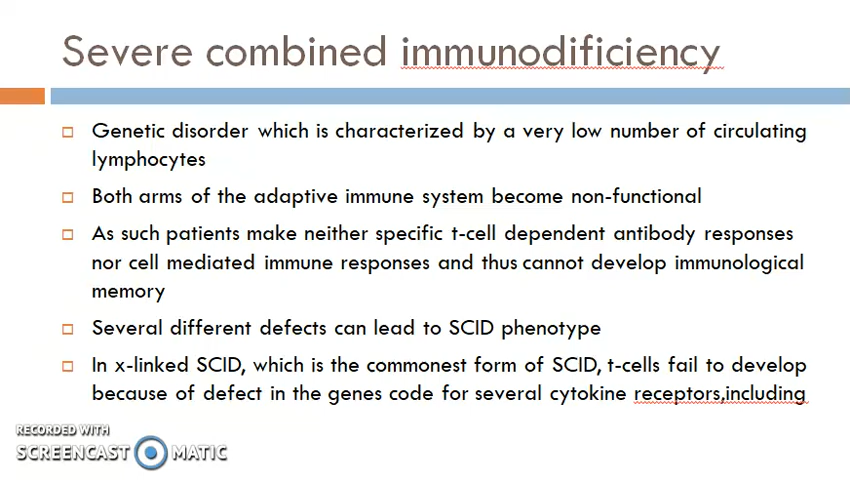 Severe combined immunodificiency
Genetic disorder which is characterized by a very low number of circulating
lymphocytes
Both arms of the adaptive immune system become non-functional
As such patients make neither specific t-cell dependent antibody responses
nor cell mediated immune responses and thus cannot develop immunological
memory
Several different defects can lead to SCID phenotype
In x-linked SCID, which is the commonest form of SCID, t-cells fail to develop
because of defect in the genes code for several cytokine receptors,including
RECORDED WITH
SCREENCAST MATIC